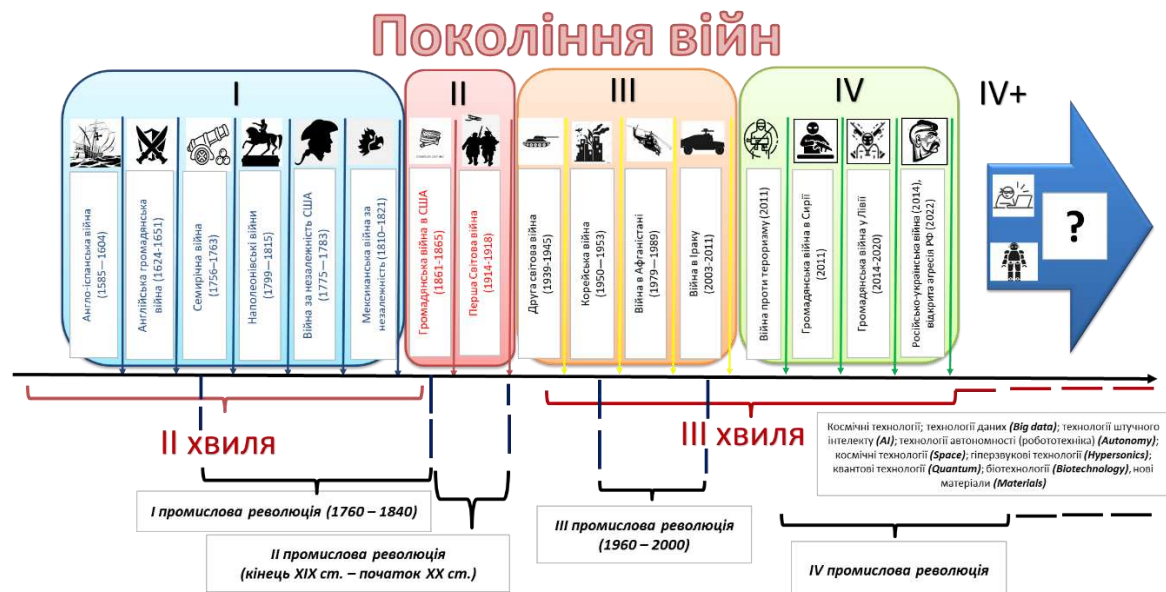 Покоління війн
I
II
III
IV
IV+
Англо-іспанська війна
(1585—1604)
Англійська громадянська
війна (1624-1651)
Семирічна війна
(1756–1763)
Наполеонівські війни
(1799–1815)
Війна за незалежність США
(1775—1783)
Мексиканська війна за
незалежність (1810–1821)
Громадянська війна в США
(1861-1865)
Перша Світова війна
(1914-1918)
Друга світова війна
(1939-1945)
Корейська війна
(1950—1953)
Війна в Афганістані
(1979—1989)
Війна в Іраку
(2003-2011)
Війна проти тероризму (2011)
Громадянська війна в Сирії
(2011)
Громадянська війна у Лівії
(2014-2020)
Російсько-українська війна (2014),
відкрита агресія РФ (2022)
?
II хвиля
III хвиля
Космічні технології; технології даних (Big data); технології штучного
інтелекту (AI); технології автономності (робототехніка) (Autonomy);
космічні технології (Space); гіперзвукові технології (Hypersonics);
квантові технології (Quantum); біотехнології (Biotechnology), нові
матеріали (Materials)
I промислова революція (1760 – 1840)
II промислова революція
(кінець XIX ст. – початок XX ст.)
III промислова революція
(1960 – 2000)
IV промислова революція